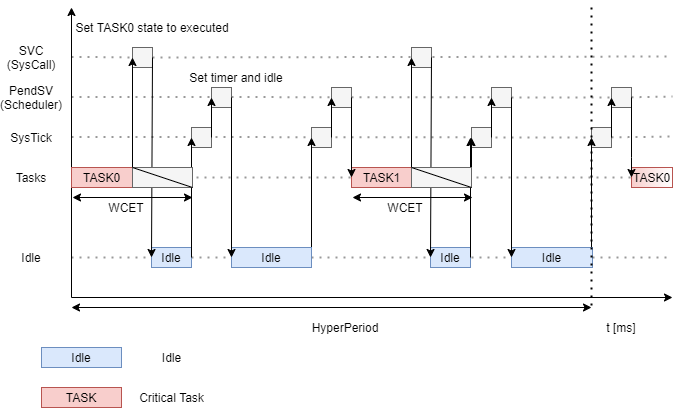 Set TASK0 state to executed
SVC
(SysCall)
Set timer and idle
PendSV
(Scheduler)
SysTick
Tasks
TASK0
TASK1
TASK0
WCET
WCET
Idle
Idle
Idle
Idle
Idle
HyperPeriod
t [ms]
Idle
Idle
TASK
Critical Task